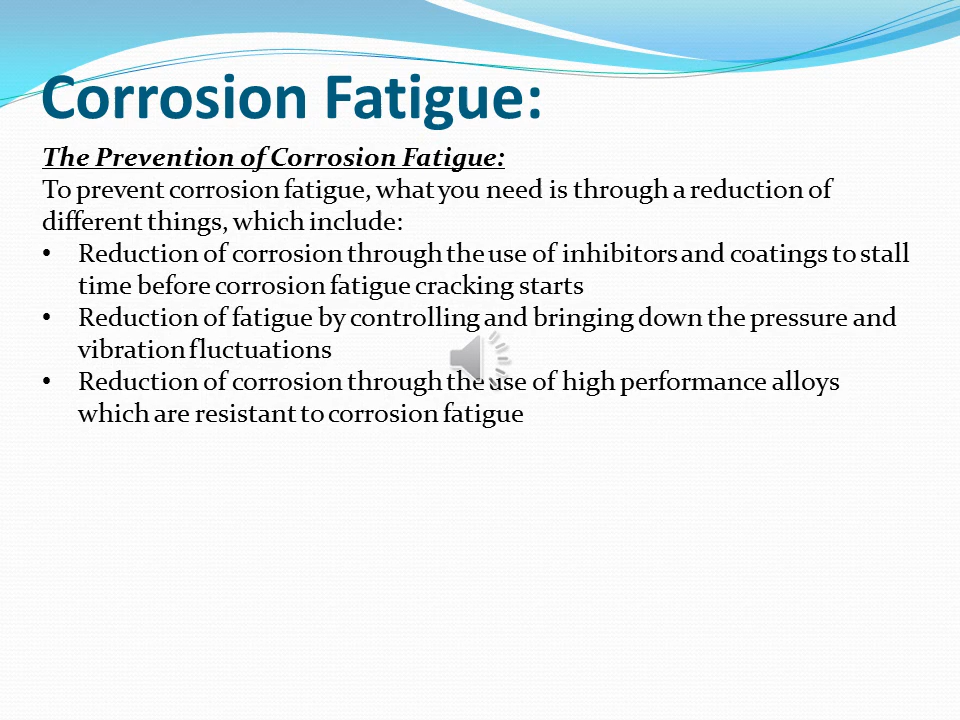 Corrosion Fatigue:
The Prevention of Corrosion Fatigue:
To prevent corrosion fatigue, what you need is through a reduction of
different things, which include:
• Reduction of corrosion through the use of inhibitors and coatings to stall
time before corrosion fatigue cracking starts
• Reduction of fatigue by controlling and bringing down the pressure and
vibration fluctuations
• Reduction of corrosion through the use of high performance alloys
which are resistant to corrosion fatigue